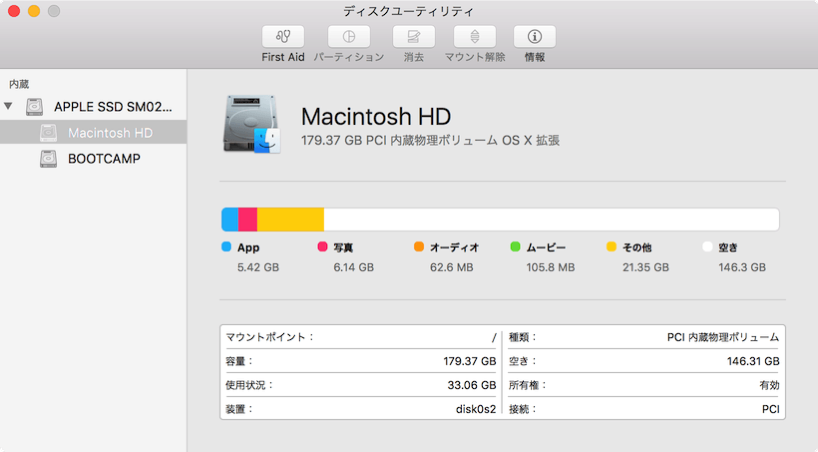 ディスクユーティリティ
First Aid パーティション 消去 マウント解除 情報
内蔵
APPLE SSD SM02...
Macintosh HD
BOOTCAMP
Macintosh HD
179.37 GB PCI 内蔵物理ボリューム OS X 拡張
App 写真 オーディオ ムービー その他 空き
5.42 GB 6.14 GB 62.6 MB 105.8 MB 21.35 GB 146.3 GB
マウントポイント： / 種類： PCI 内蔵物理ボリューム
容量： 179.37 GB 空き： 146.31 GB
使用状況： 33.06 GB 所有権： 有効
装置： disk0s2 接続： PCI